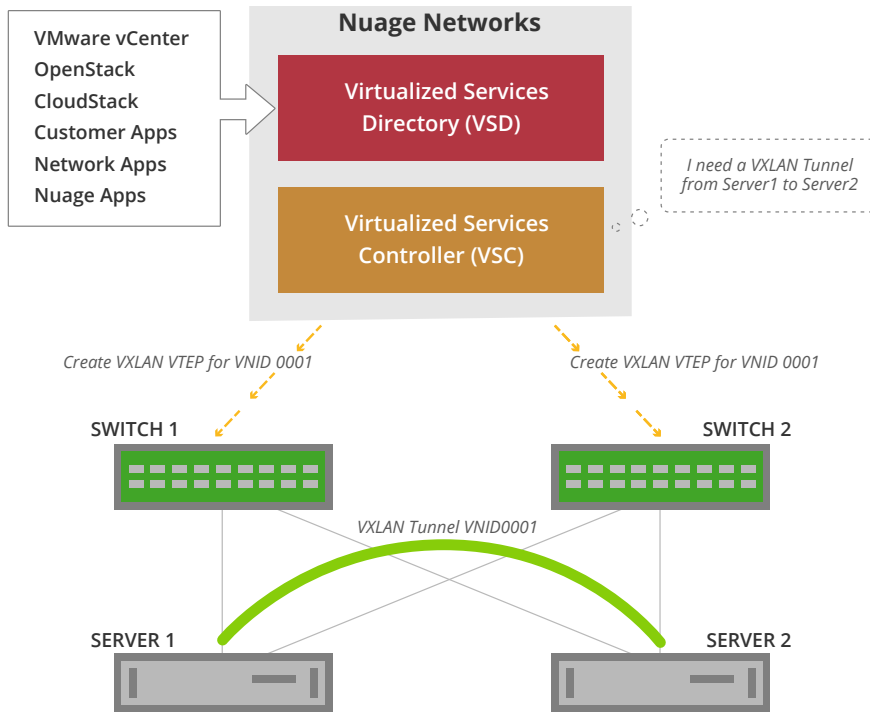 Nuage Networks
VMware vCenter
OpenStack
CloudStack
Customer Apps
Network Apps
Nuage Apps
Virtualized Services
Directory (VSD)
I need a VXLAN Tunnel
from Server1 to Server2
Virtualized Services
Controller (VSC)
Create VXLAN VTEP for VNID 0001
Create VXLAN VTEP for VNID 0001
SWITCH 1
SWITCH 2
VXLAN Tunnel VNID0001
SERVER 1
SERVER 2